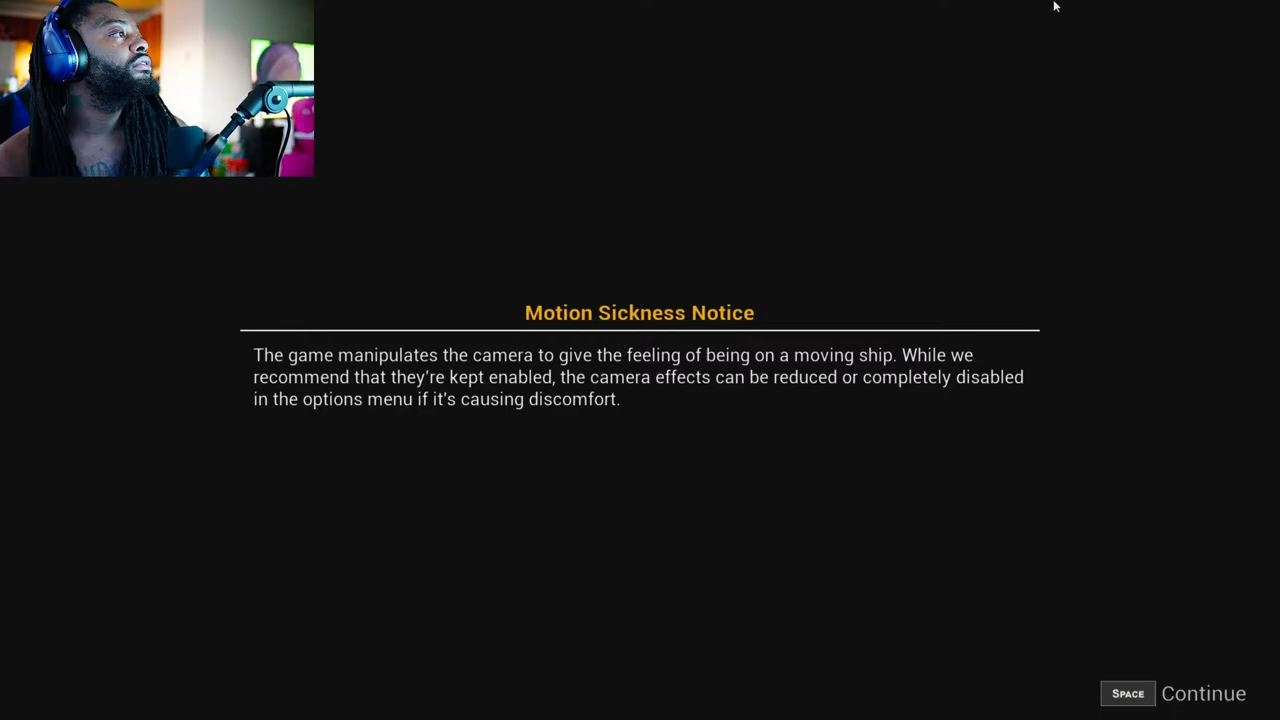 Motion Sickness Notice
The game manipulates the camera to give the feeling of being on a moving ship. While we
recommend that they're kept enabled, the camera effects can be reduced or completely disabled
in the options menu if it's causing discomfort.
SPACE Continue